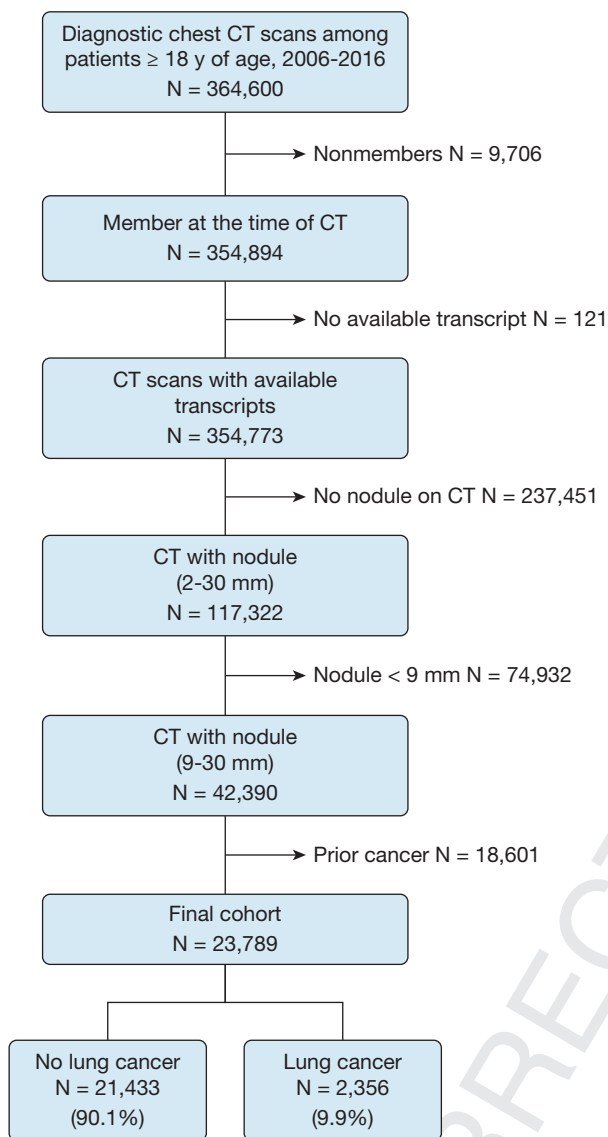 Diagnostic chest CT scans among
patients ≥ 18 y of age, 2006-2016
N = 364,600
Nonmembers N = 9,706
Member at the time of CT
N = 354,894
No available transcript N = 121
CT scans with available
transcripts
N = 354,773
No nodule on CT N = 237,451
CT with nodule
(2-30 mm)
N = 117,322
Nodule < 9 mm N = 74,932
CT with nodule
(9-30 mm)
N = 42,390
Prior cancer N = 18,601
Final cohort
N = 23,789
No lung cancer
N = 21,433
(90.1%)
Lung cancer
N = 2,356
(9.9%)
BRECT